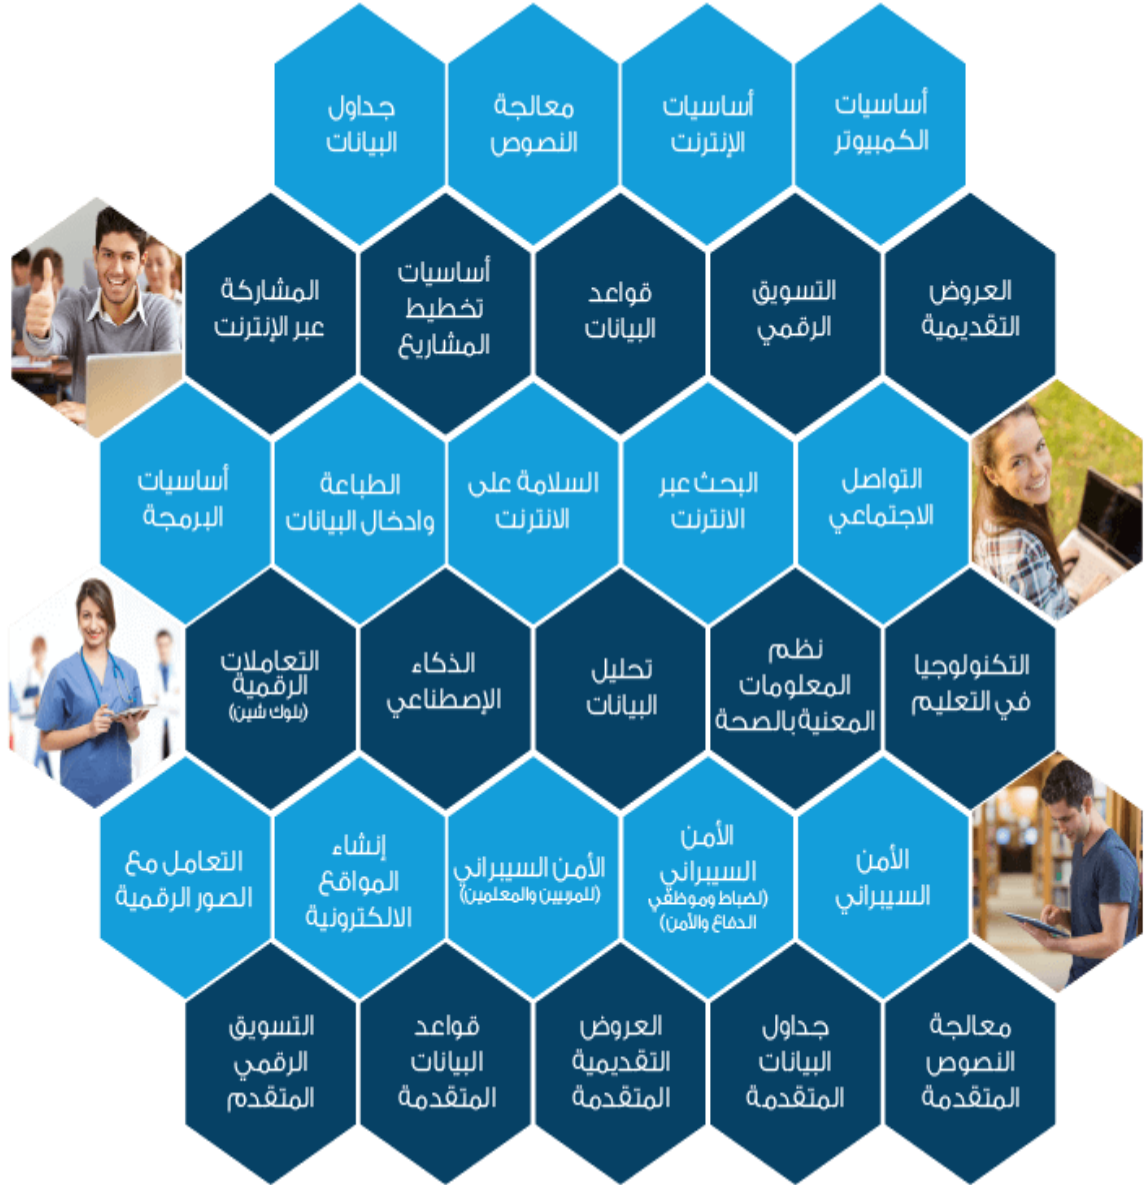 أساسيات
الكمبيوتر
أساسيات
الإنترنت
معالجة
النصوص
جداول
البيانات
العروض
التقديمية
التسويق
الرقمي
قواعد
البيانات
أساسيات
تخطيط
المشاريع
المشاركة
عبر الإنترنت
التواصل
الاجتماعي
البحث عبر
الانترنت
السلامة على
الانترنت
الطباعة
وادخال البيانات
أساسيات
البرمجة
التكنولوجيا
في التعليم
نظم
المعلومات
المعنية بالصحة
تحليل
البيانات
الذكاء
الإصطناعي
التعاملات
الرقمية
(بلوك شين)
الأمن
السيبراني
الأمن
السيبراني
(لضباط وموظفي
الدفاع والأمن)
الأمن السيبراني
(للمربيين والمعلمين)
إنشاء
المواقع
الالكترونية
التعامل مع
الصور الرقمية
معالجة
النصوص
المتقدمة
جداول
البيانات
المتقدمة
العروض
التقديمية
المتقدمة
قواعد
البيانات
المتقدمة
التسويق
الرقمي
المتقدم